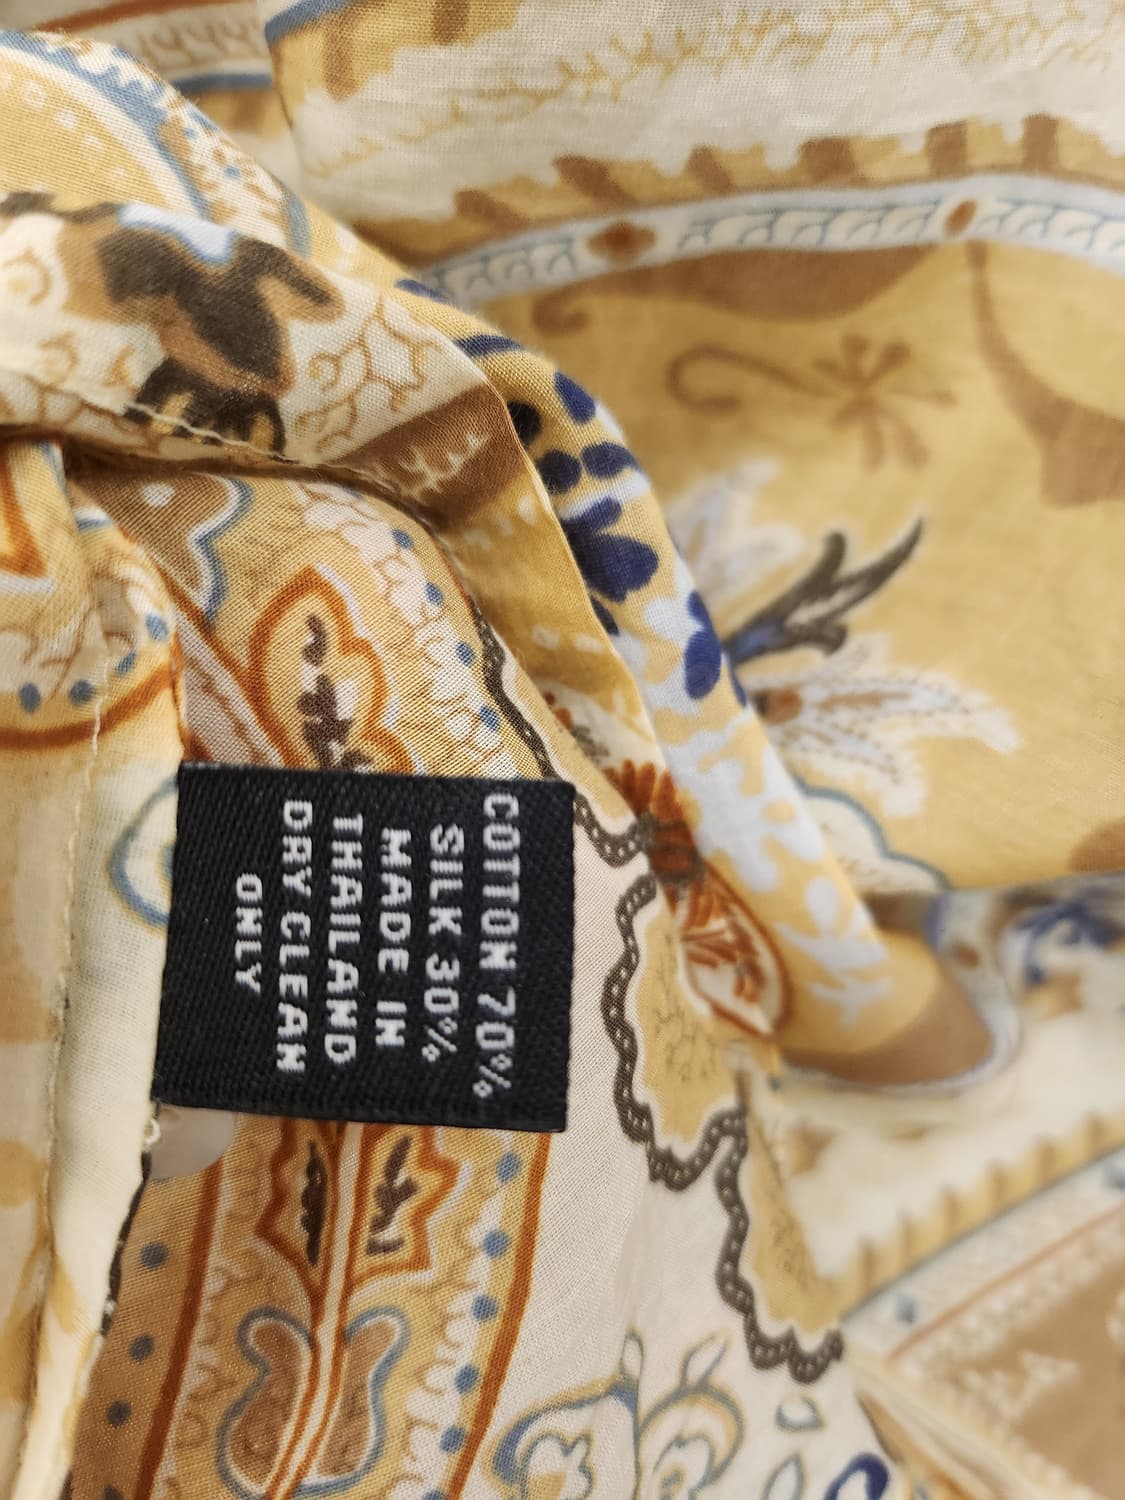 COTTON 70%
SILK 30%
MADE IN
THAILAND
DRY CLEAN
ONLY